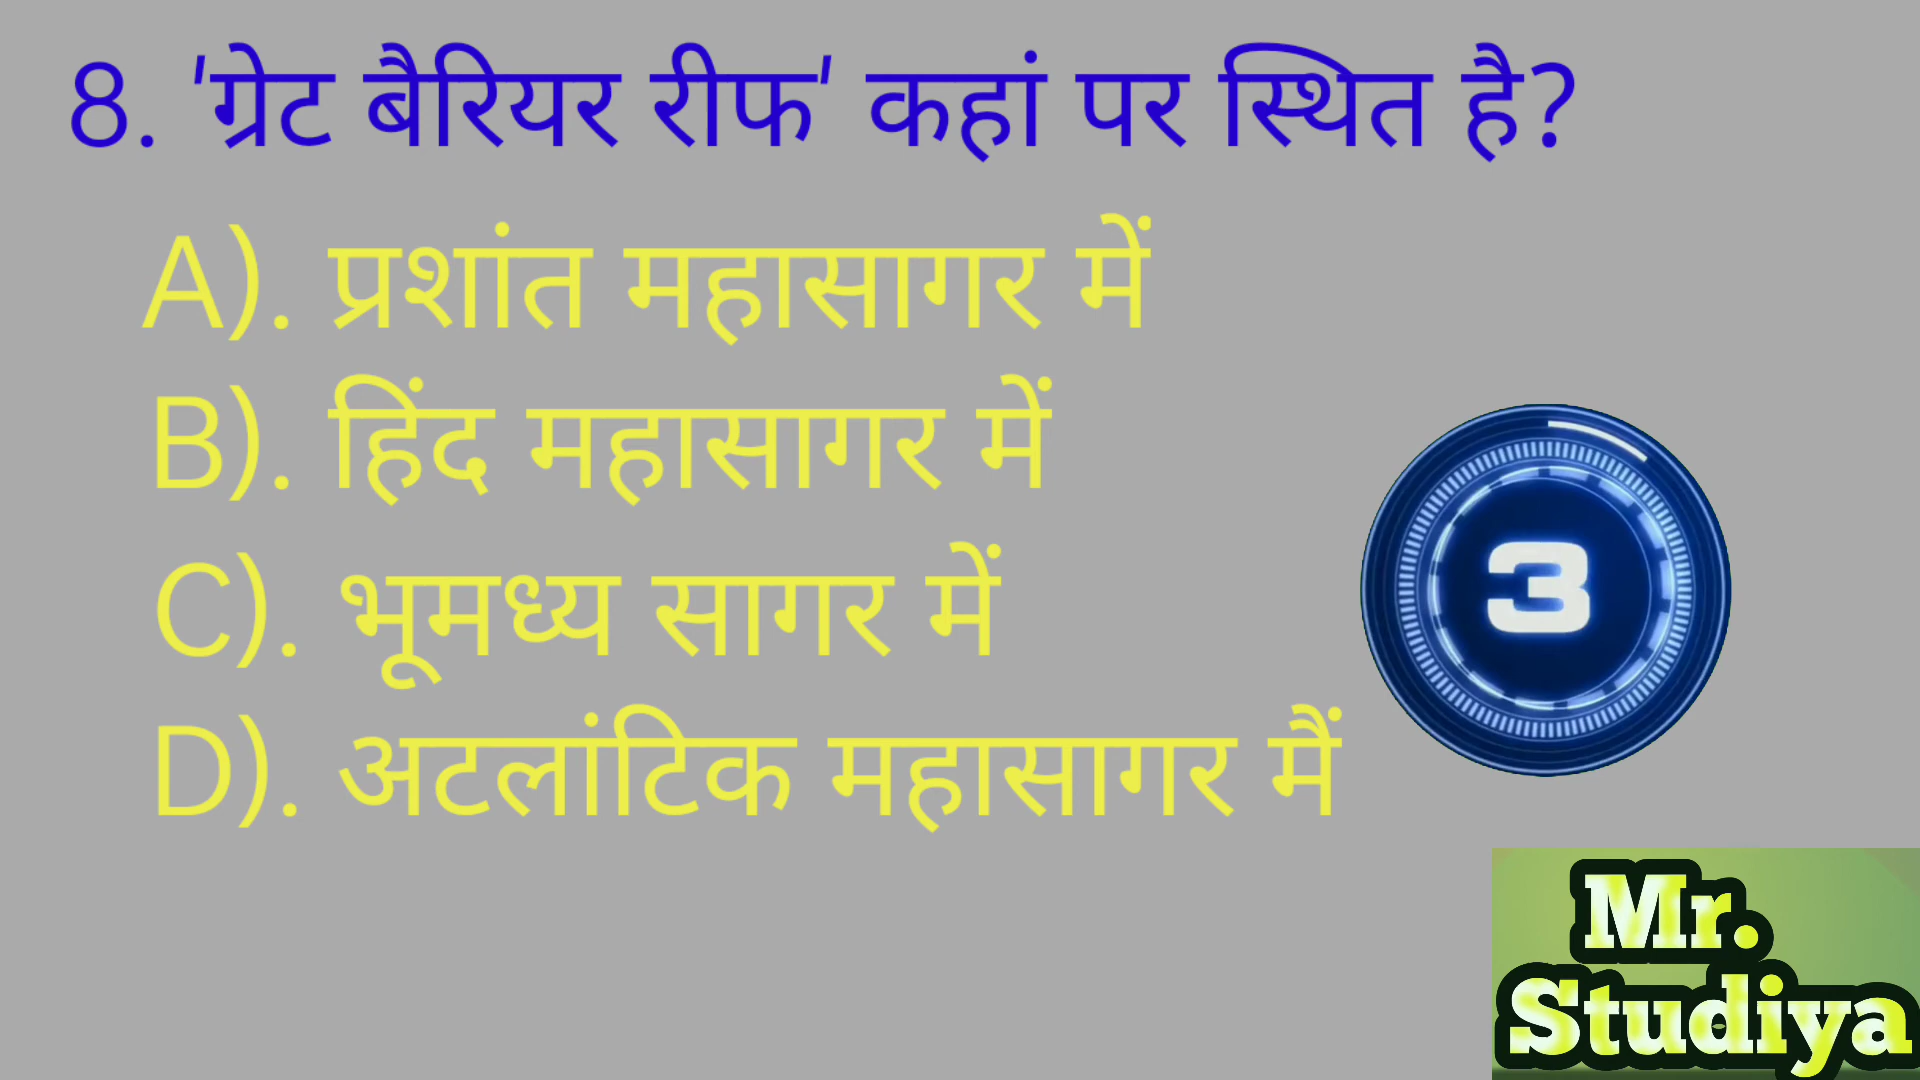 8. 'ग्रेट बैरियर रीफ' कहां पर स्थित है?
A). प्रशांत महासागर में
B). हिंद महासागर में
C). भूमध्य सागर में
D). अटलांटिक महासागर मैं
3
Mr.
Studiya